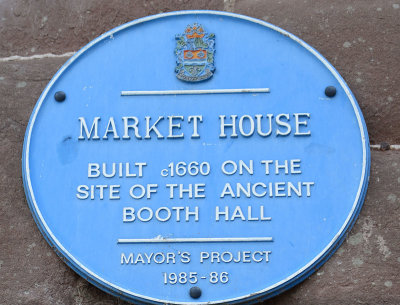 MARKET HOUSE
BUILT c1660 ON THE
SITE OF THE ANCIENT
BOOTH HALL
MAYOR'S PROJECT
1985-86